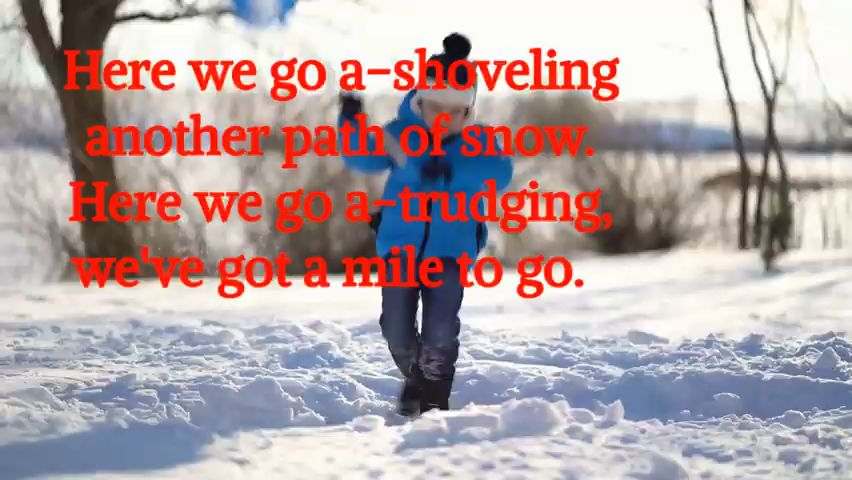 Here we go a-shoveling
another path of snow.
Here we go a-trudging,
we've got a mile to go.